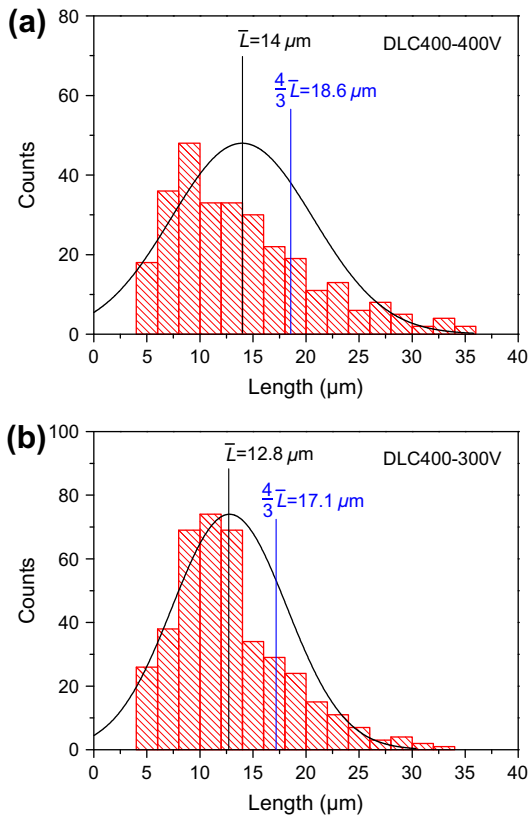 (a)
L̅=14 µm
DLC400-400V
4/3 L̅=18.6 µm
80
60
40
20
0
Counts
0 5 10 15 20 25 30 35 40
Length (µm)
(b)
L̅=12.8 µm
DLC400-300V
4/3 L̅=17.1 µm
100
80
60
40
20
0
Counts
0 5 10 15 20 25 30 35 40
Length (µm)